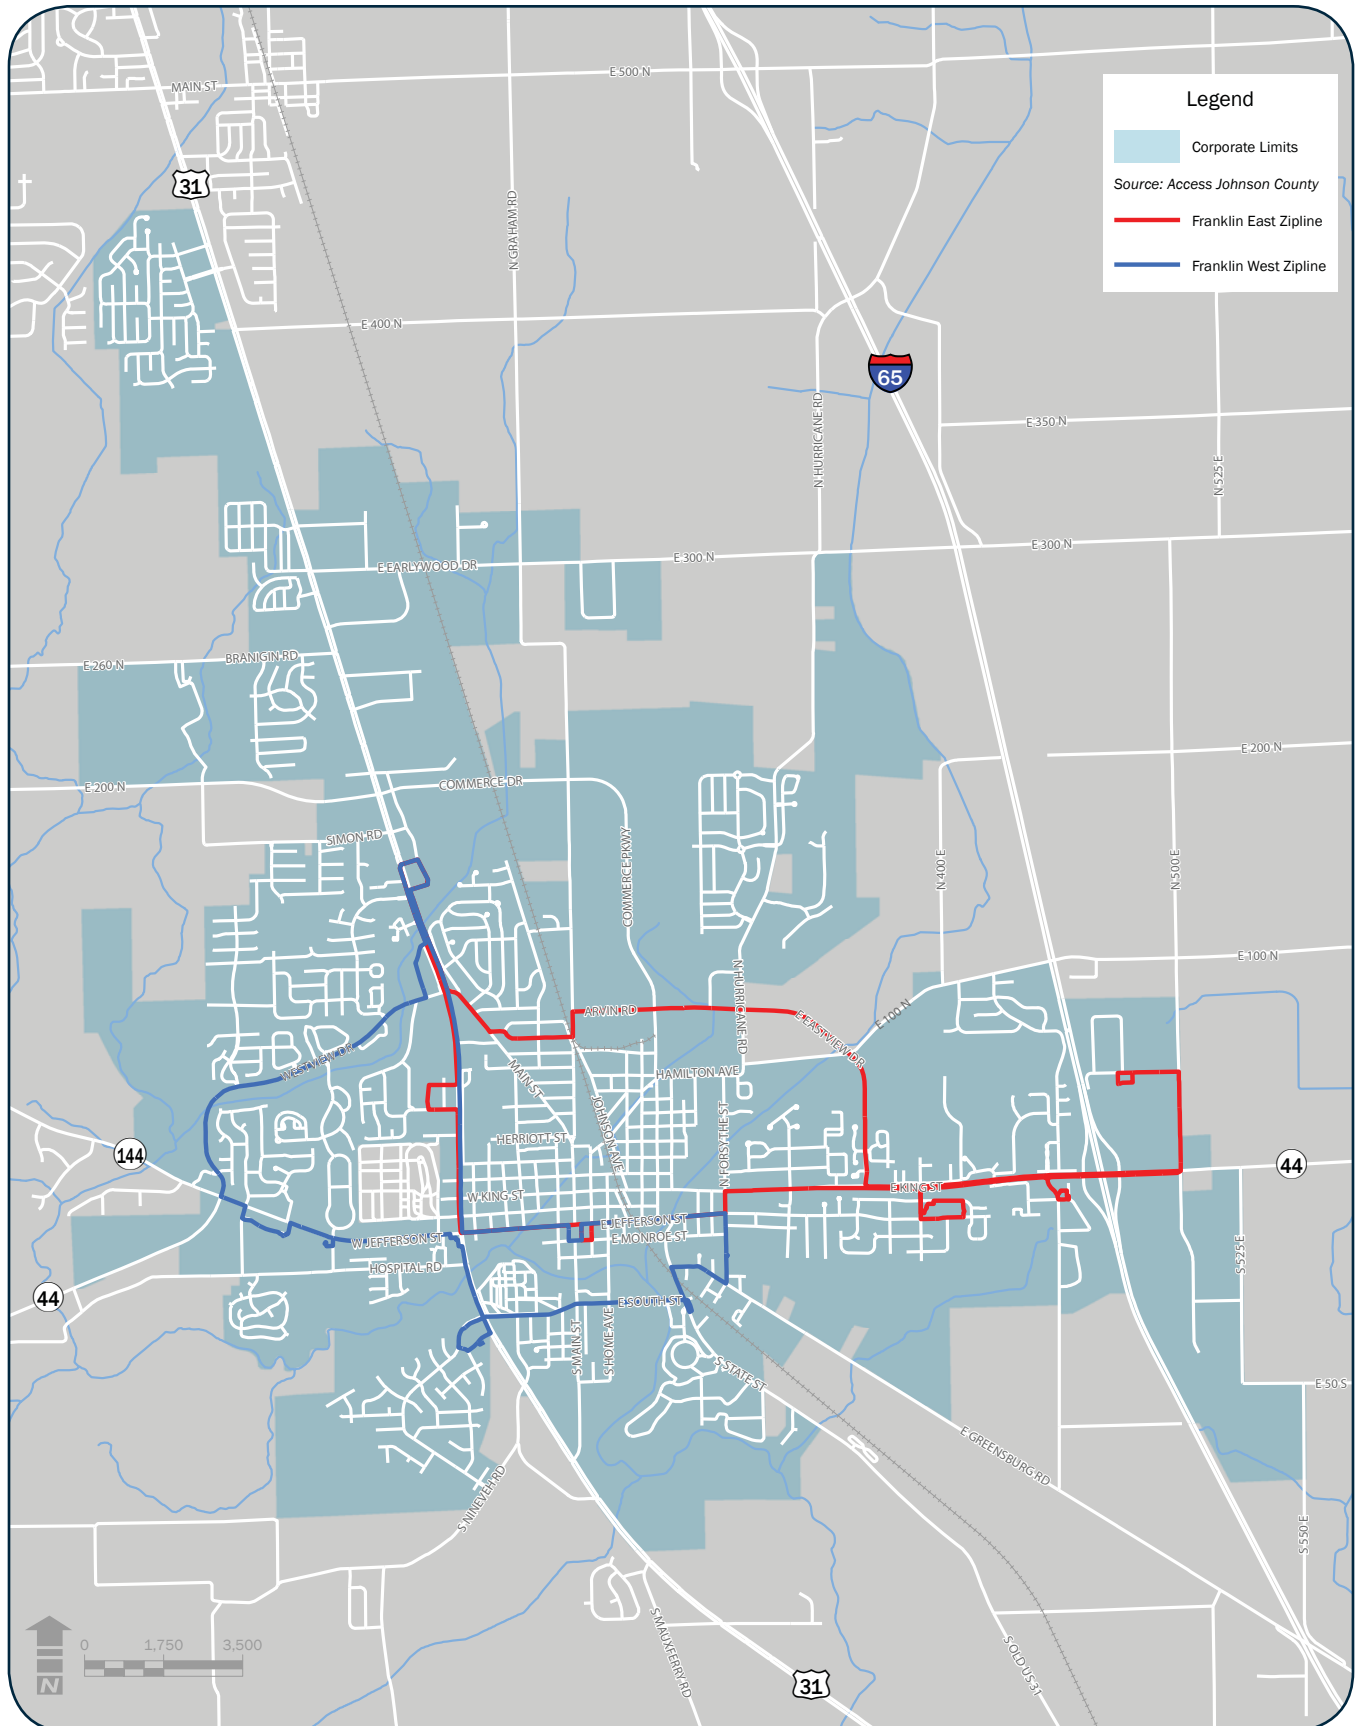 E 500 N
MAIN ST
Legend
Corporate Limits
Source: Access Johnson County
Franklin East Zipline
Franklin West Zipline
31
N GRAHAM RD
E 400 N
65
N HURRICANE RD
E 350 N
N 525 E
E 300 N
E 300 N
E EARLYWOOD DR
BRANIGIN RD
E 260 N
E 200 N
COMMERCE DR
E 200 N
SIMON RD
COMMERCE PKWY
N 400 E
N 500 E
E 100 N
N HURRICANE RD
ARVIN RD
E EASTVIEW DR
E 100 N
WESTVIEW DR
MAIN ST
HAMILTON AVE
JOHNSON AVE
N FORSYTHE ST
HERRIOTT ST
144
44
W KING ST
E KING ST
E JEFFERSON ST
W JEFFERSON ST
E MONROE ST
HOSPITAL RD
S 525 E
44
E SOUTH ST
S MAIN ST
S HOME AVE
S STATE ST
E 50 S
E GREENSBURG RD
S NINEVEH RD
S 550 E
0 1,750 3,500
N
S MAUXFERRY RD
S OLD US 31
31